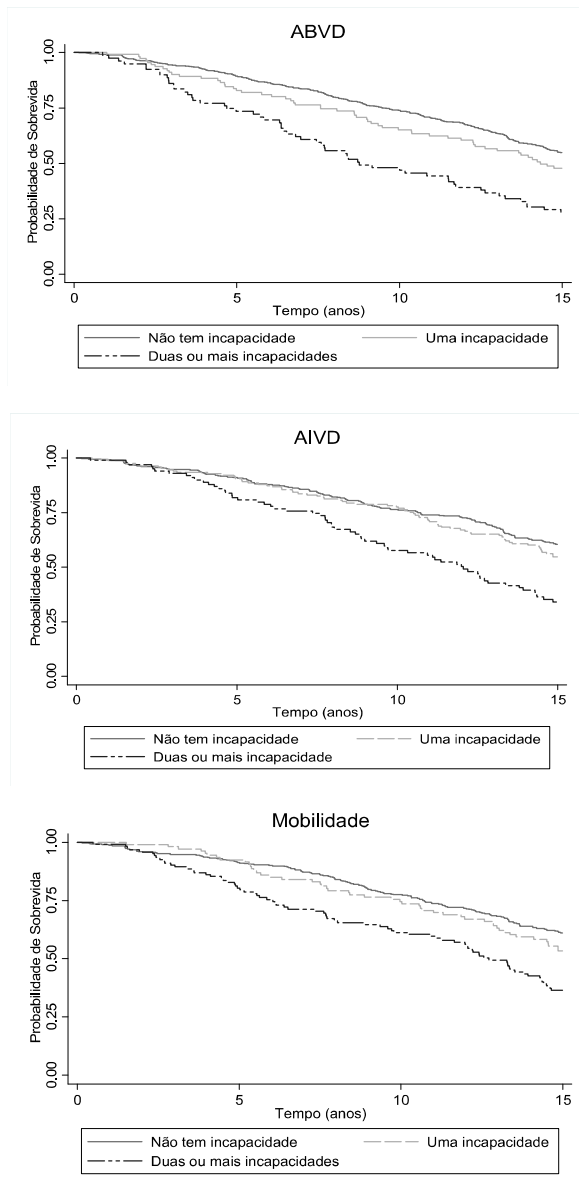 ABVD
Probabilidade de Sobrevida
1.00
0.75
0.50
0.25
0.00
0 5 10 15
Tempo (anos)
Não tem incapacidade Uma incapacidade
Duas ou mais incapacidades
AIVD
Probabilidade de Sobrevida
1.00
0.75
0.50
0.25
0.00
0 5 10 15
Tempo (anos)
Não tem incapacidade Uma incapacidade
Duas ou mais incapacidade
Mobilidade
Probabilidade de Sobrevida
1.00
0.75
0.50
0.25
0.00
0 5 10 15
Tempo (anos)
Não tem incapacidade Uma incapacidade
Duas ou mais incapacidades